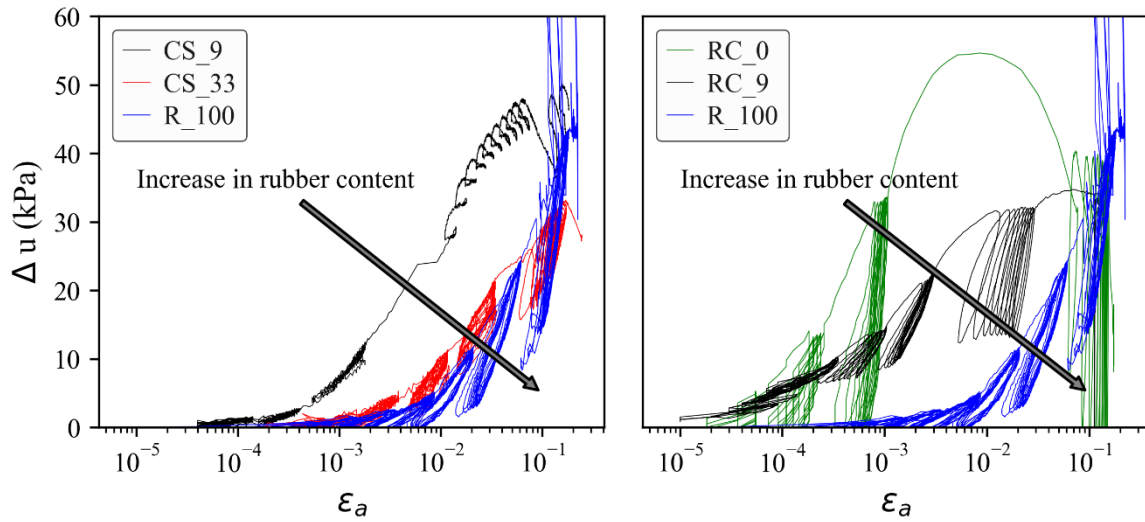 60
50
40
30
20
10
0
Δ u (kPa)
CS_9
CS_33
R_100
Increase in rubber content
10⁻⁵
10⁻⁴
10⁻³
10⁻²
10⁻¹
εₐ
RC_0
RC_9
R_100
Increase in rubber content
10⁻⁵
10⁻⁴
10⁻³
10⁻²
10⁻¹
εₐ